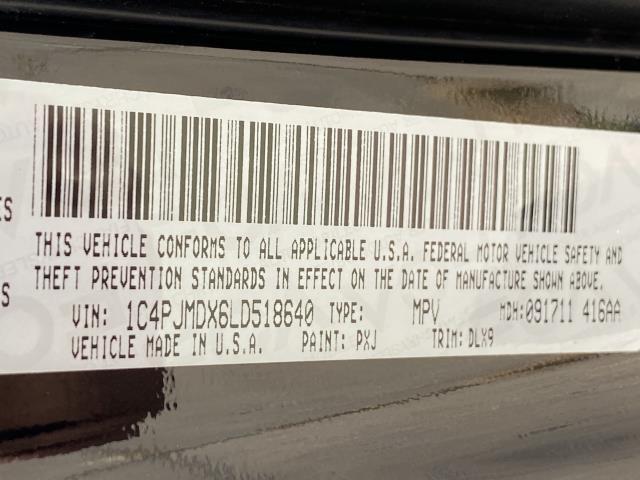 THIS VEHICLE CONFORMS TO ALL APPLICABLE U.S.A. FEDERAL MOTOR VEHICLE SAFETY AND
THEFT PREVENTION STANDARDS IN EFFECT ON THE DATE OF MANUFACTURE SHOWN ABOVE.
VIN: 1C4PJMDX6LD518640 TYPE: MPV MDH: 091711 416AA
VEHICLE MADE IN U.S.A. PAINT: PXJ TRIM: DLX9